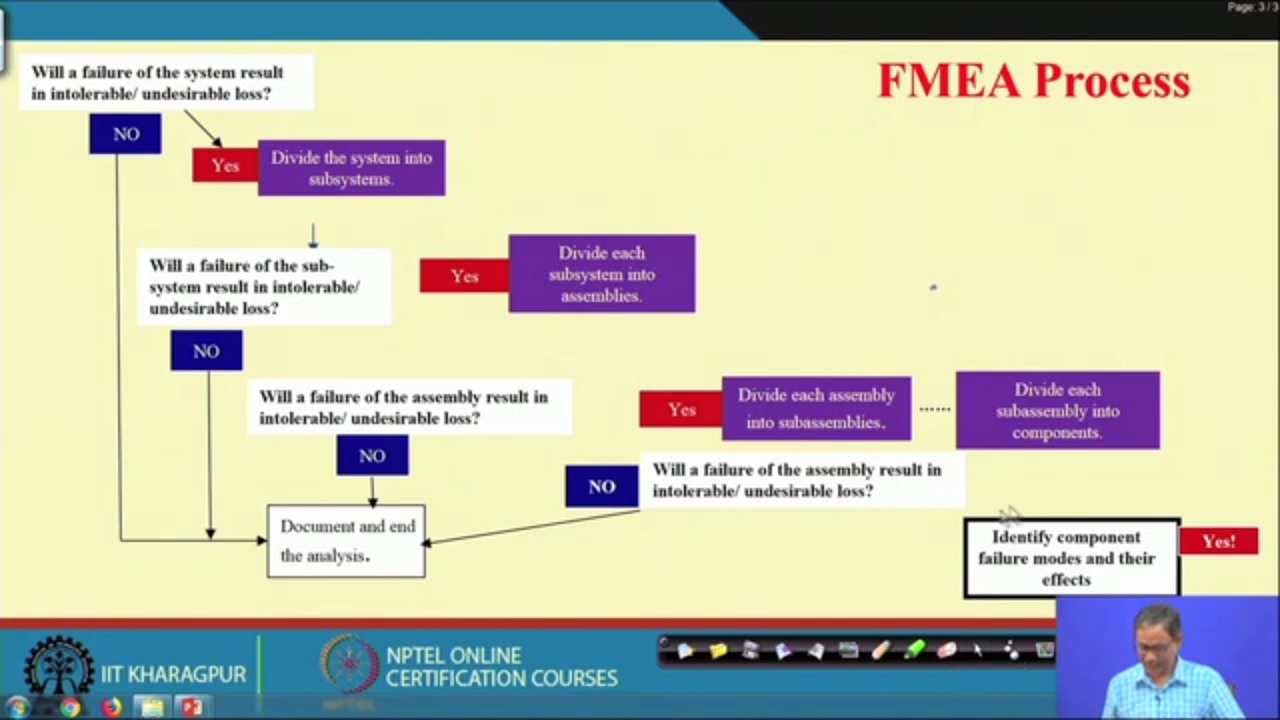 Page: 3 / 3
FMEA Process
Will a failure of the system result
in intolerable/ undesirable loss?
NO
Yes
Divide the system into
subsystems.
Will a failure of the sub-
system result in intolerable/
undesirable loss?
Yes
Divide each
subsystem into
assemblies.
NO
Will a failure of the assembly result in
intolerable/ undesirable loss?
Yes
Divide each assembly
into subassemblies.
......
Divide each
subassembly into
components.
NO
NO
Will a failure of the assembly result in
intolerable/ undesirable loss?
Document and end
the analysis.
Identify component
failure modes and their
effects
Yes!
IIT KHARAGPUR
NPTEL ONLINE
CERTIFICATION COURSES